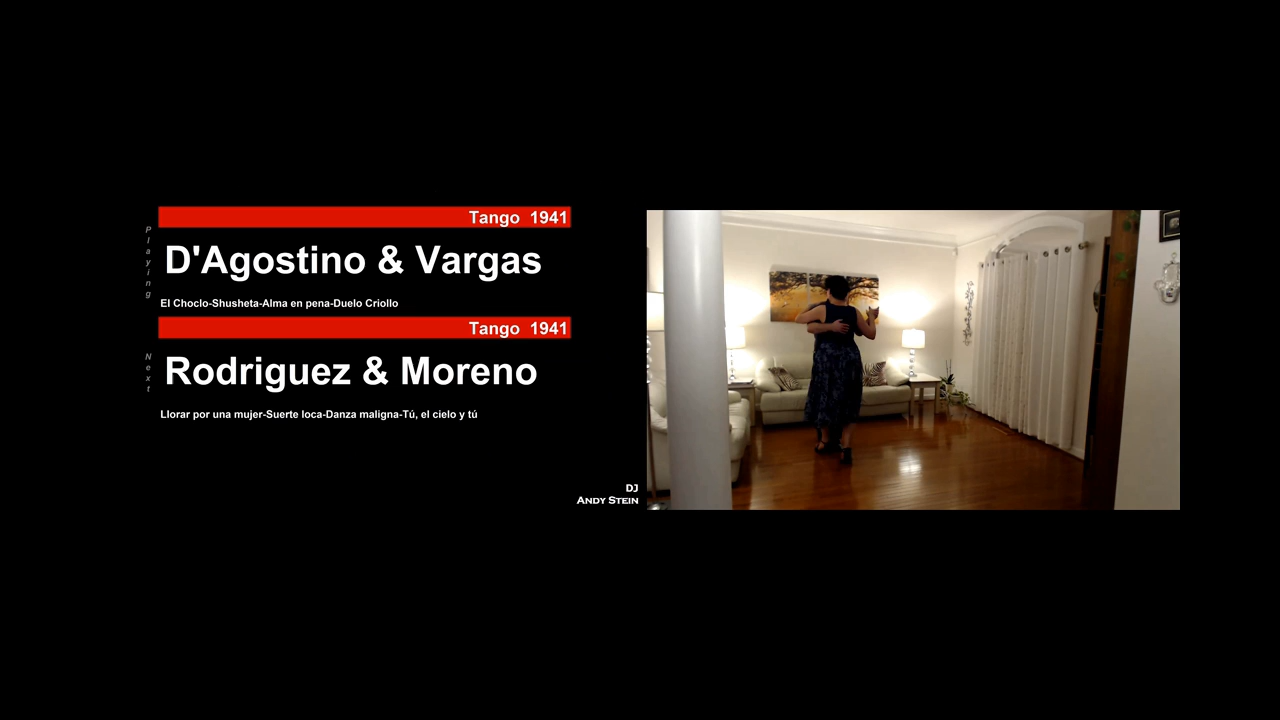 Playing
Tango 1941
D'Agostino & Vargas
El Choclo-Shusheta-Alma en pena-Duelo Criollo
Next
Tango 1941
Rodriguez & Moreno
Llorar por una mujer-Suerte loca-Danza maligna-Tú, el cielo y tú
DJ
Andy Stein